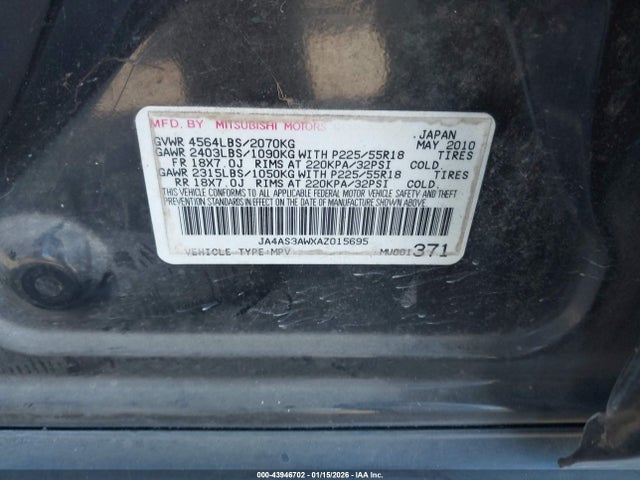 MFD. BY MITSUBISHI MOTORS JAPAN
GVWR 4564LBS/2070KG MAY 2010
GAWR 2403LBS/1090KG WITH P225/55R18 TIRES
FR 18X7.0J RIMS AT 220KPA/32PSI COLD.
GAWR 2315LBS/1050KG WITH P225/55R18 TIRES
RR 18X7.0J RIMS AT 220KPA/32PSI COLD.
THIS VEHICLE CONFORMS TO ALL APPLICABLE FEDERAL MOTOR VEHICLE SAFETY AND
THEFT PREVENTION STANDARDS IN EFFECT ON THE DATE OF MANUFACTURE SHOWN ABOVE.
JA4AS3AWXAZ015695
VEHICLE TYPE:MPV 371
000-43946702 - 01/15/2026 - IAA Inc.